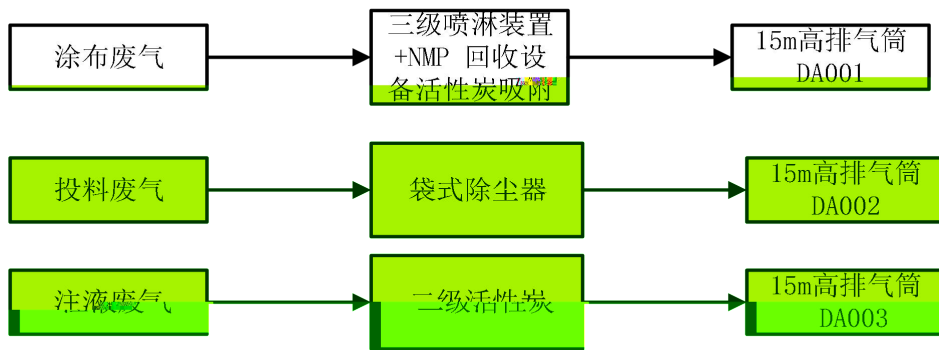 涂布废气
三级喷淋装置
+NMP 回收设
备活性炭吸附
15m高排气筒
DA001
投料废气
袋式除尘器
15m高排气筒
DA002
注液废气
二级活性炭
15m高排气筒
DA003